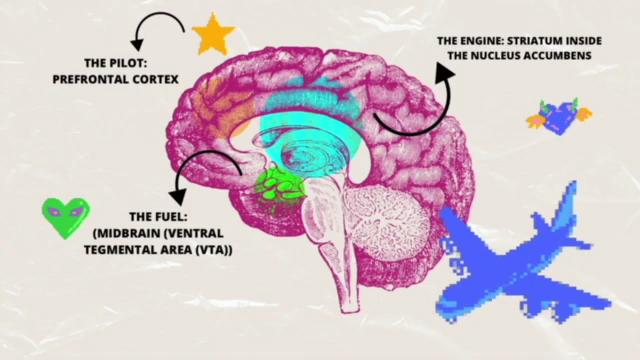 THE PILOT:
PREFRONTAL CORTEX
THE ENGINE: STRIATUM INSIDE
THE NUCLEUS ACCUMBENS
THE FUEL:
(MIDBRAIN (VENTRAL
TEGMENTAL AREA (VTA))